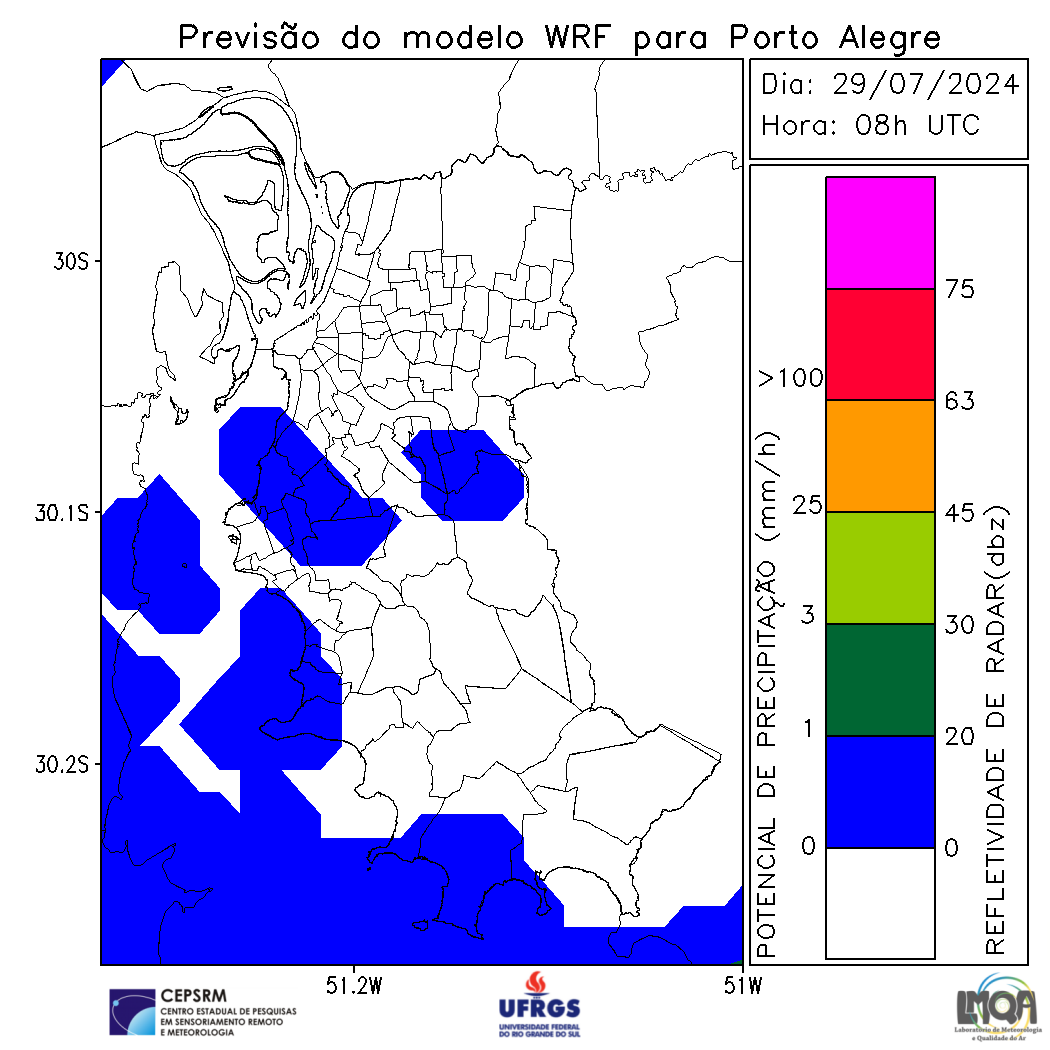 Previsão do modelo WRF para Porto Alegre
Dia: 29/07/2024
Hora: 08h UTC
30S
30.1S
30.2S
51.2W
51W
POTENCIAL DE PRECIPITAÇÃO (mm/h)
>100
25
3
1
0
75
63
45
30
20
0
REFLETIVIDADE DE RADAR(dbz)
CEPSRM
CENTRO ESTADUAL DE PESQUISAS
EM SENSORIAMENTO REMOTO
E METEOROLOGIA
UFRGS
UNIVERSIDADE FEDERAL
DO RIO GRANDE DO SUL
LMQA
Laboratório de Meteorologia
e Qualidade do Ar